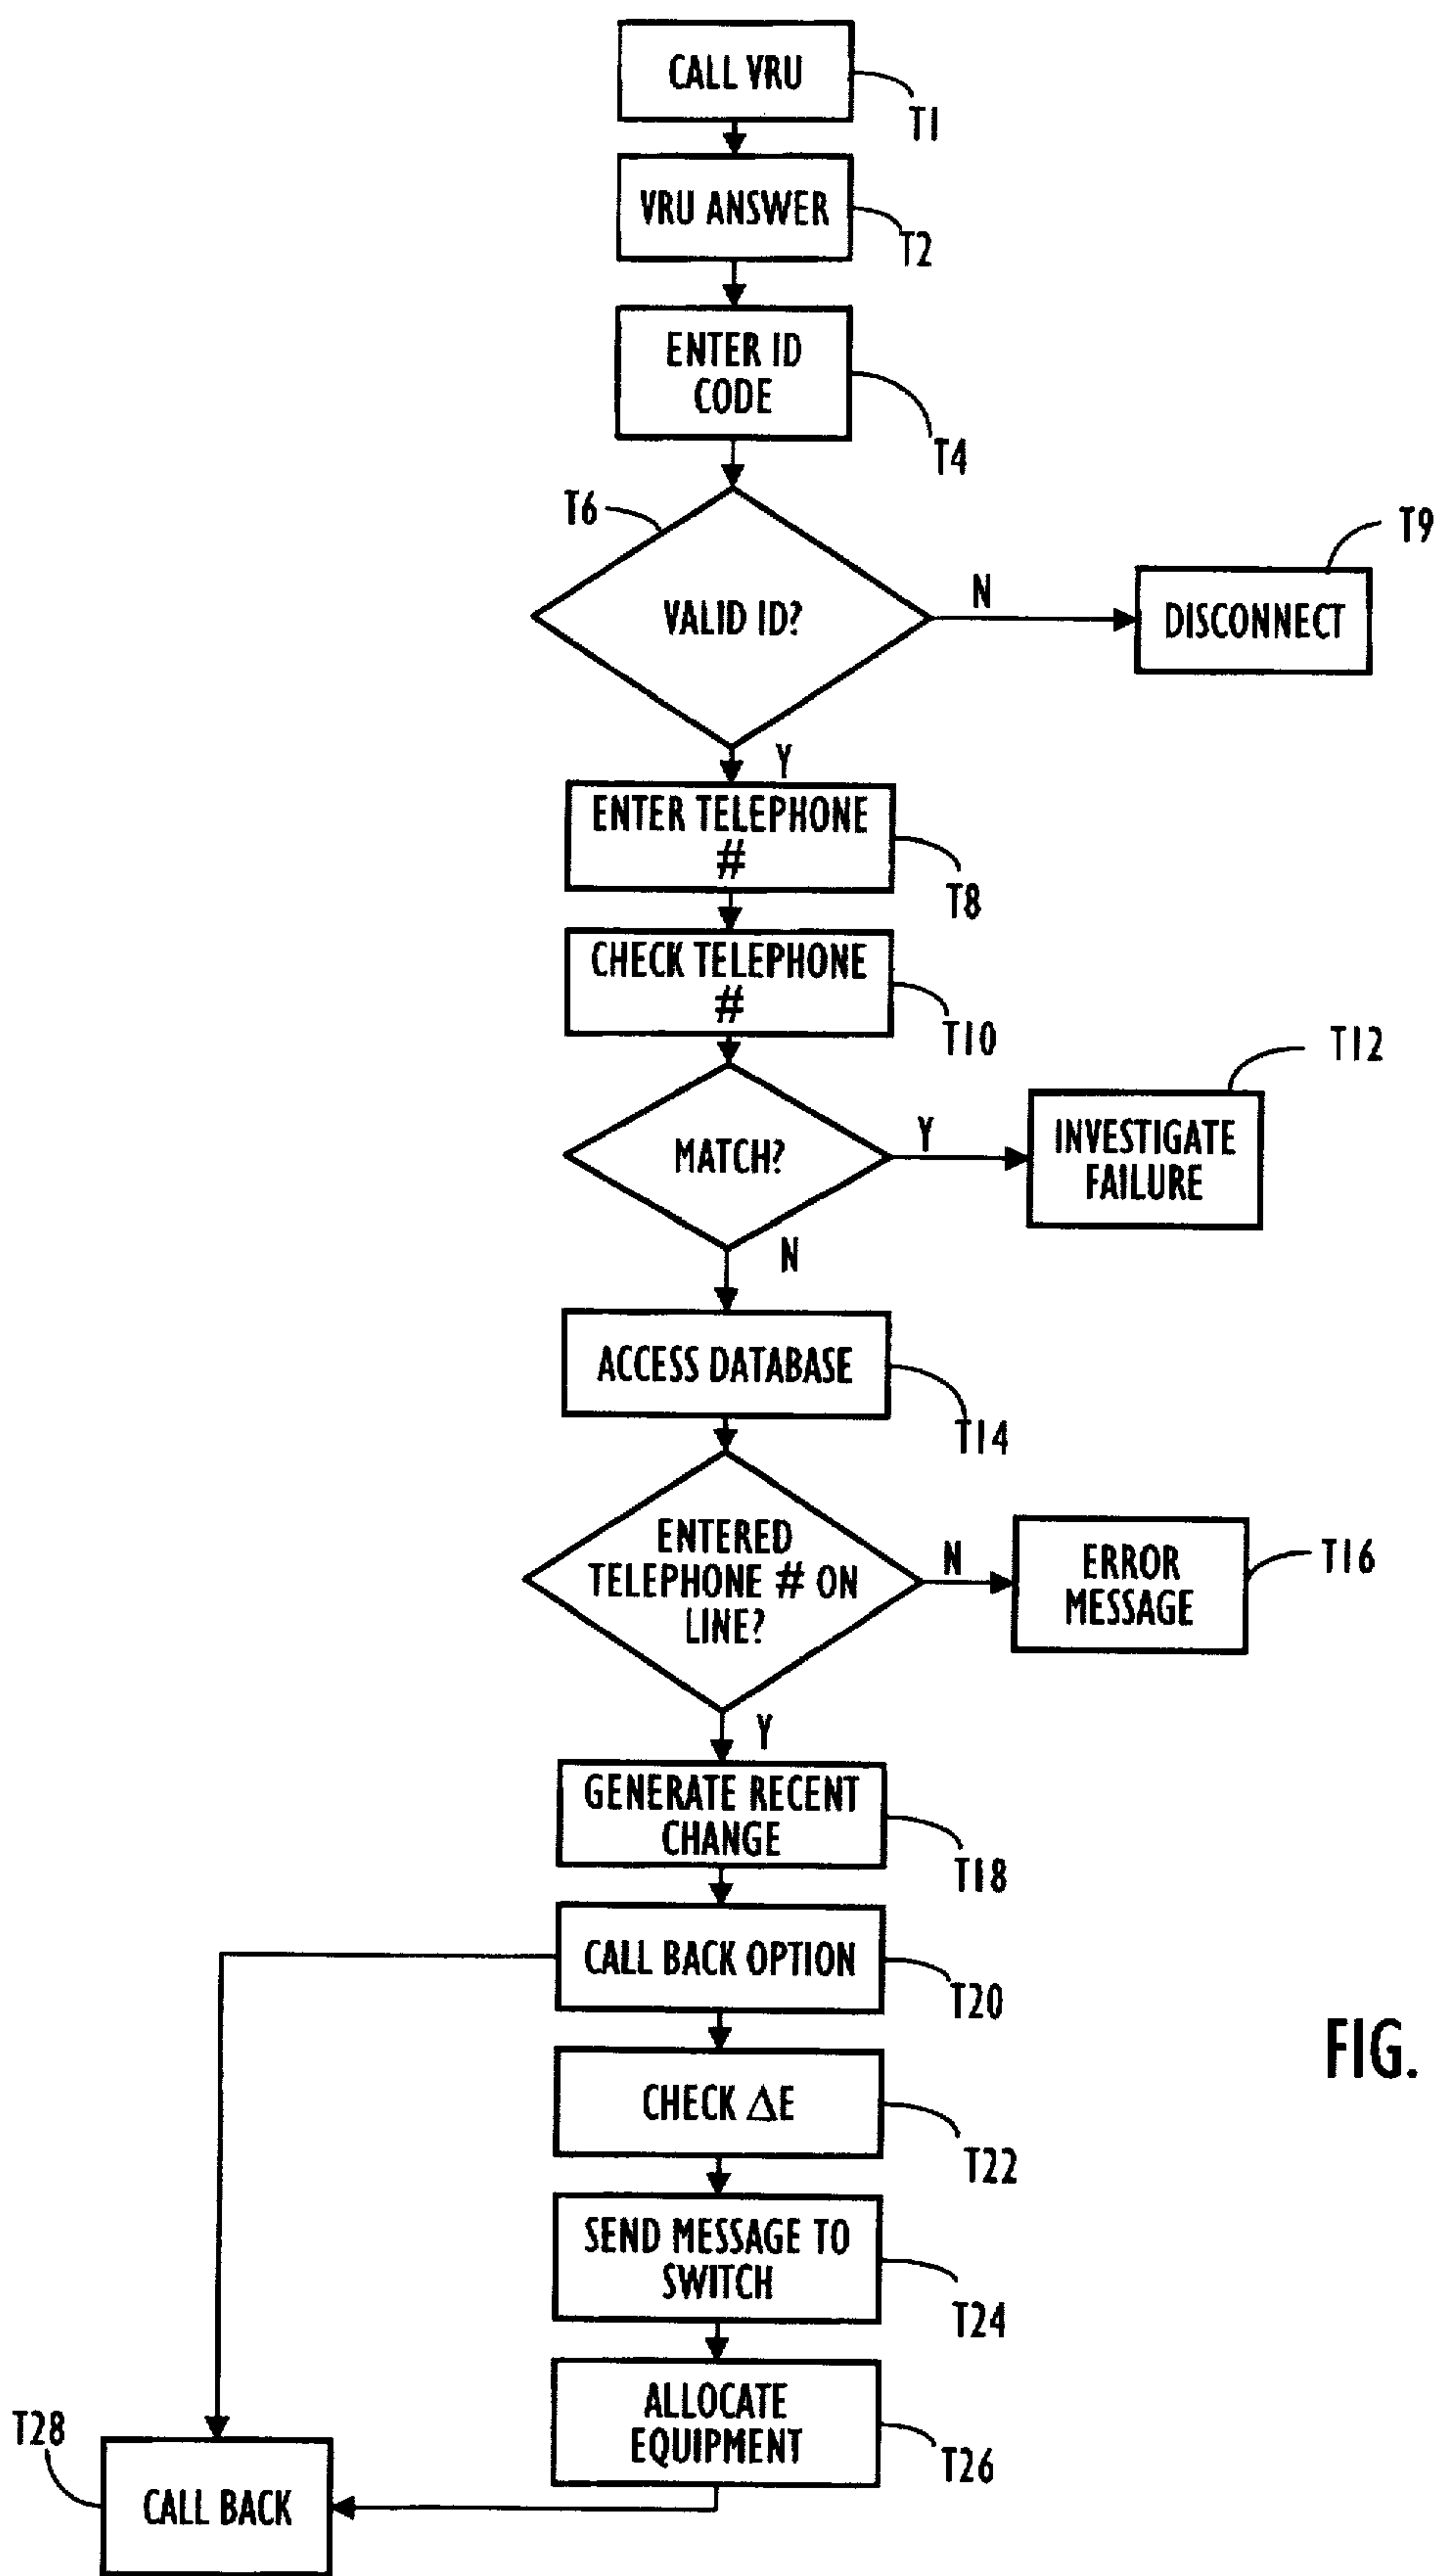 CALL VRU
T1
VRU ANSWER
T2
ENTER ID
CODE
T4
T6
VALID ID?
N
T9
DISCONNECT
Y
ENTER TELEPHONE
#
T8
CHECK TELEPHONE
#
T10
MATCH?
Y
T12
INVESTIGATE
FAILURE
N
ACCESS DATABASE
T14
ENTERED
TELEPHONE # ON
LINE?
N
ERROR
MESSAGE
T16
Y
GENERATE RECENT
CHANGE
T18
CALL BACK OPTION
T20
FIG.
CHECK ΔE
T22
SEND MESSAGE TO
SWITCH
T24
ALLOCATE
EQUIPMENT
T26
T28
CALL BACK